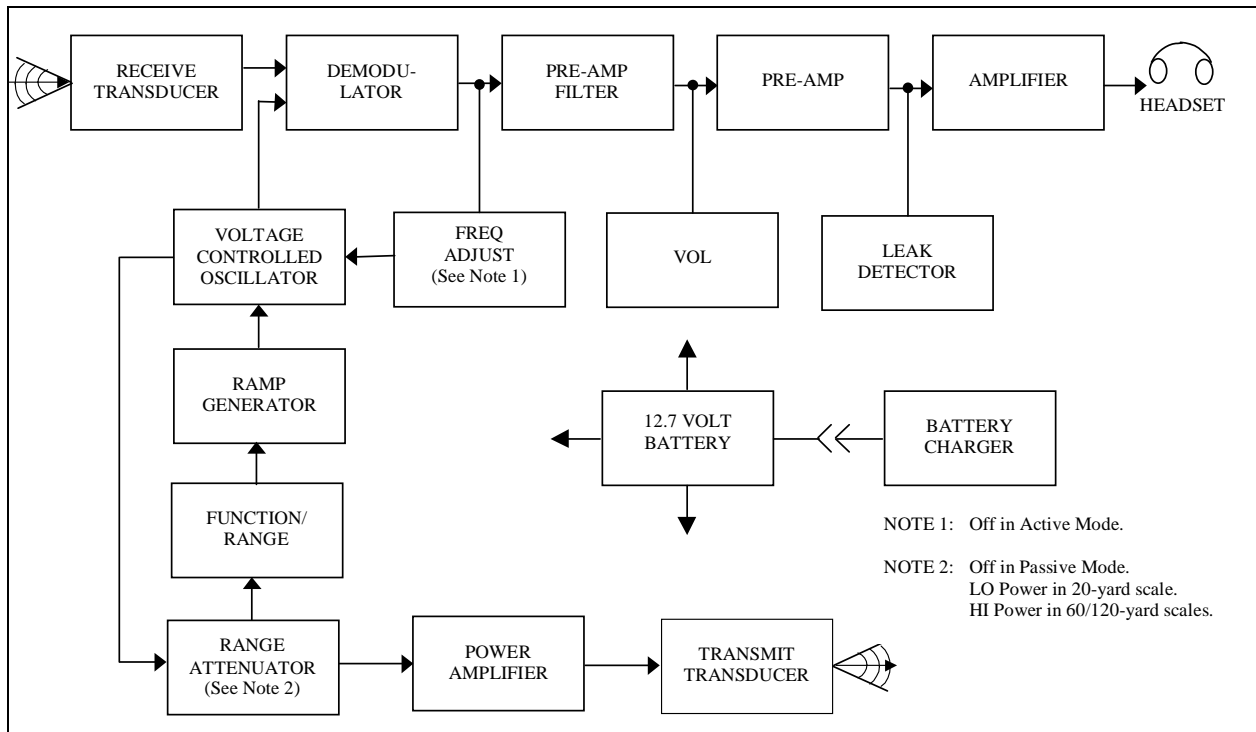 RECEIVE
TRANSDUCER
DEMODU-
LATOR
PRE-AMP
FILTER
PRE-AMP
AMPLIFIER
HEADSET
VOLTAGE
CONTROLLED
OSCILLATOR
FREQ
ADJUST
(See Note 1)
VOL
LEAK
DETECTOR
RAMP
GENERATOR
12.7 VOLT
BATTERY
BATTERY
CHARGER
FUNCTION/
RANGE
NOTE 1: Off in Active Mode.
NOTE 2: Off in Passive Mode.
LO Power in 20-yard scale.
HI Power in 60/120-yard scales.
RANGE
ATTENUATOR
(See Note 2)
POWER
AMPLIFIER
TRANSMIT
TRANSDUCER